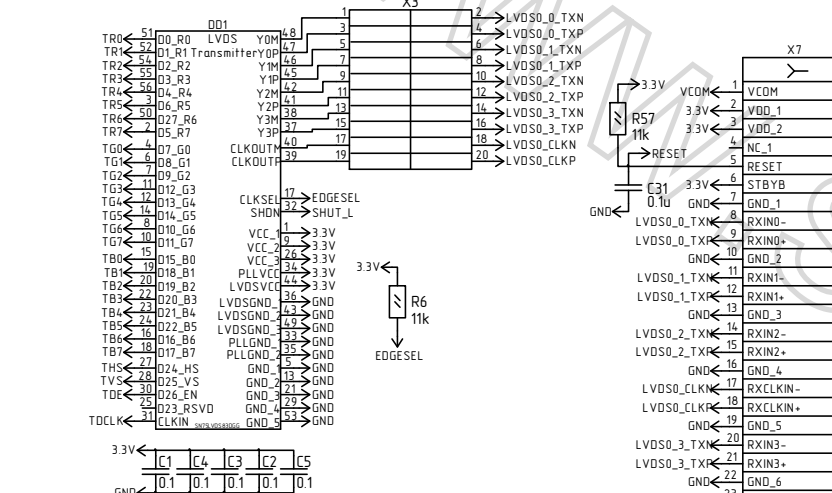 DD1
LVDS
Transmitter
TR0 51 D0_R0
TR1 52 D1_R1
TR2 54 D2_R2
TR3 55 D3_R3
TR4 56 D4_R4
TR5 3 D6_R5
TR6 50 D27_R6
TR7 2 D5_R7
TG0 4 D7_G0
TG1 6 D8_G1
TG2 7 D9_G2
TG3 11 D12_G3
TG4 12 D13_G4
TG5 14 D14_G5
TG6 8 D10_G6
TG7 10 D11_G7
TB0 15 D15_B0
TB1 19 D18_B1
TB2 20 D19_B2
TB3 22 D20_B3
TB4 23 D21_B4
TB5 24 D22_B5
TB6 16 D16_B6
TB7 18 D17_B7
THS 27 D24_HS
TVS 28 D25_VS
TDE 30 D26_EN
25 D23_RSVD
TDCLK 31 CLKIN
SN75LVDS83DGG
Y0M 48
Y0P 47
Y1M 46
Y1P 45
Y2M 42
Y2P 41
Y3M 38
Y3P 37
CLKOUTM 40
CLKOUTP 39
CLKSEL 17 EDGESEL
SHDN 32 SHUT_L
VCC_1 1 3.3V
VCC_2 9 3.3V
VCC_3 26 3.3V
PLLVCC 34 3.3V
LVDSVCC 44 3.3V
LVDSGND_1 36 GND
LVDSGND_2 43 GND
LVDSGND_3 49 GND
PLLGND_1 33 GND
PLLGND_2 35 GND
GND_1 5 GND
GND_2 13 GND
GND_3 21 GND
GND_4 29 GND
GND_5 53 GND
X3
1 2 LVDS0_0_TXN
3 4 LVDS0_0_TXP
5 6 LVDS0_1_TXN
7 8 LVDS0_1_TXP
9 10 LVDS0_2_TXN
11 12 LVDS0_2_TXP
13 14 LVDS0_3_TXN
15 16 LVDS0_3_TXP
17 18 LVDS0_CLKN
19 20 LVDS0_CLKP
3.3V
R6
11k
EDGESEL
3.3V
R57
11k
RESET
C31
0.1u
GND
X7
VCOM 1 VCOM
3.3V 2 VDD_1
3.3V 3 VDD_2
4 NC_1
5 RESET
3.3V 6 STBYB
GND 7 GND_1
LVDS0_0_TXN 8 RXIN0-
LVDS0_0_TXP 9 RXIN0+
GND 10 GND_2
LVDS0_1_TXN 11 RXIN1-
LVDS0_1_TXP 12 RXIN1+
GND 13 GND_3
LVDS0_2_TXN 14 RXIN2-
LVDS0_2_TXP 15 RXIN2+
GND 16 GND_4
LVDS0_CLKN 17 RXCLKIN-
LVDS0_CLKP 18 RXCLKIN+
GND 19 GND_5
LVDS0_3_TXN 20 RXIN3-
LVDS0_3_TXP 21 RXIN3+
GND 22 GND_6
23
3.3V
C1 C4 C3 C2 C5
0.1 0.1 0.1 0.1 0.1
GND